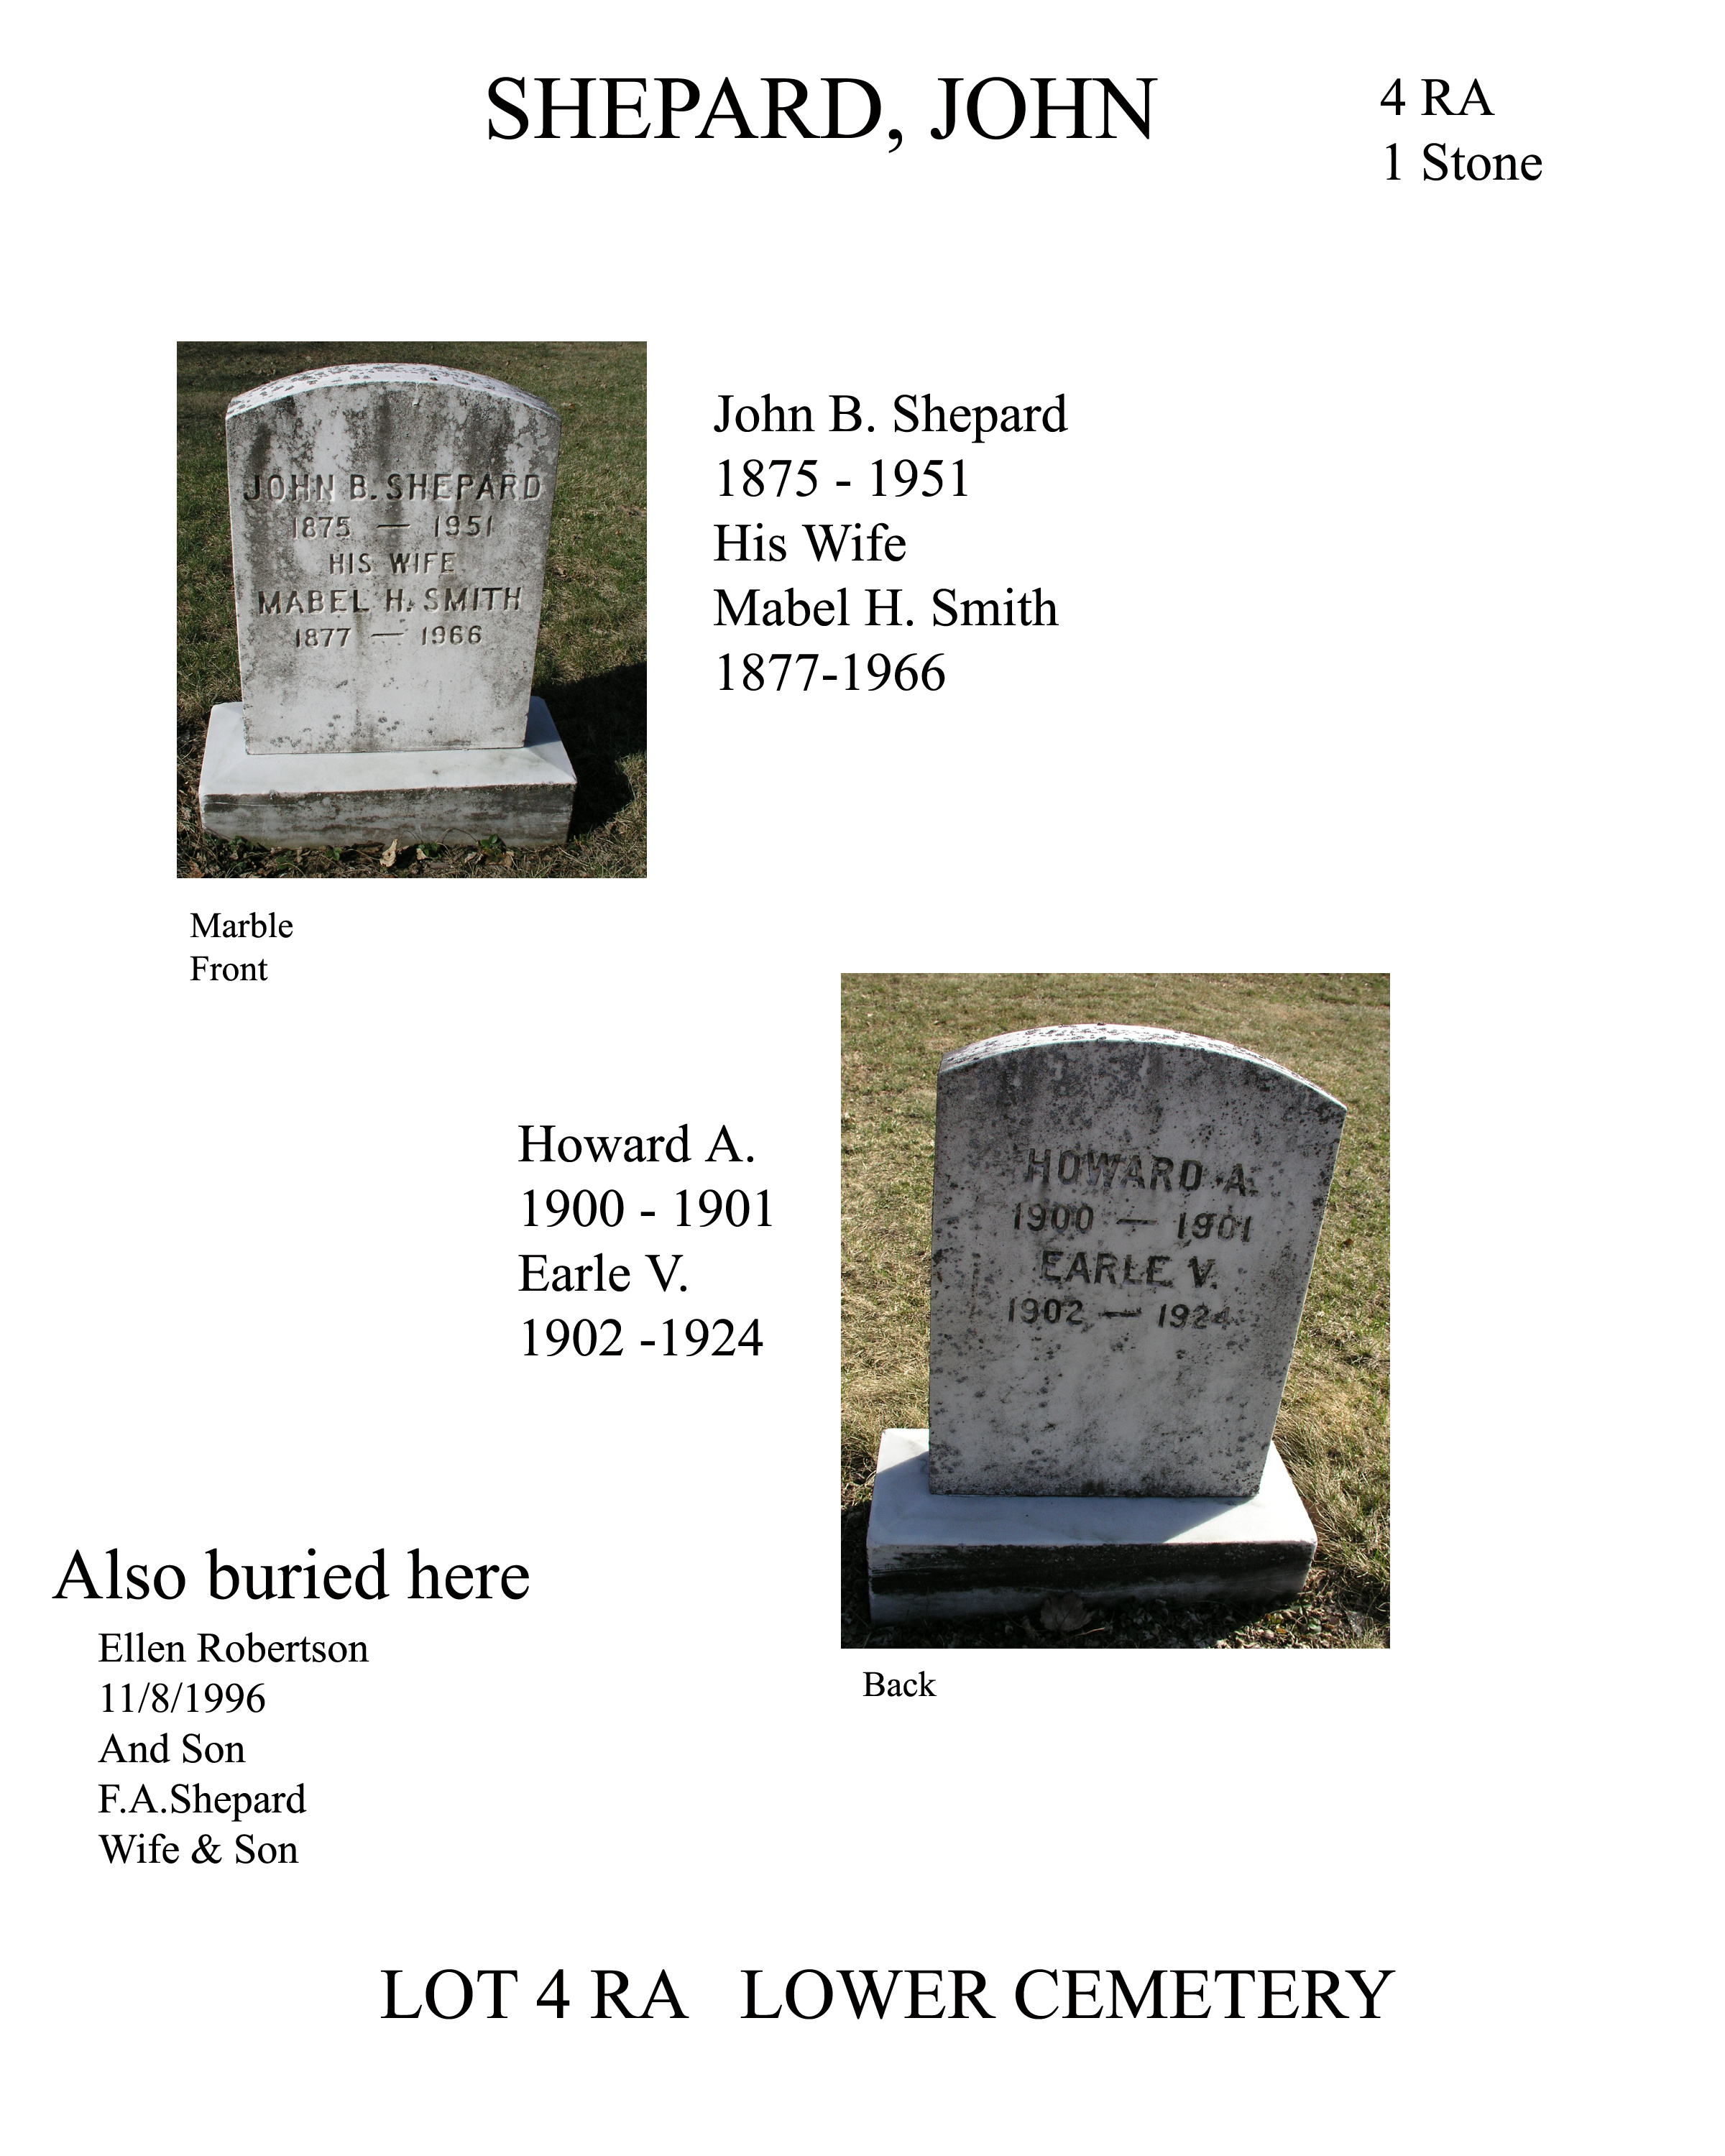 SHEPARD, JOHN
4 RA
1 Stone
JOHN B. SHEPARD
1875 — 1951
HIS WIFE
MABEL H. SMITH
1877 — 1966
John B. Shepard
1875 - 1951
His Wife
Mabel H. Smith
1877-1966
Marble
Front
Howard A.
1900 - 1901
Earle V.
1902 -1924
HOWARD A.
1900 — 1901
EARLE V.
1902 — 1924
Back
Also buried here
Ellen Robertson
11/8/1996
And Son
F.A.Shepard
Wife & Son
LOT 4 RA LOWER CEMETERY